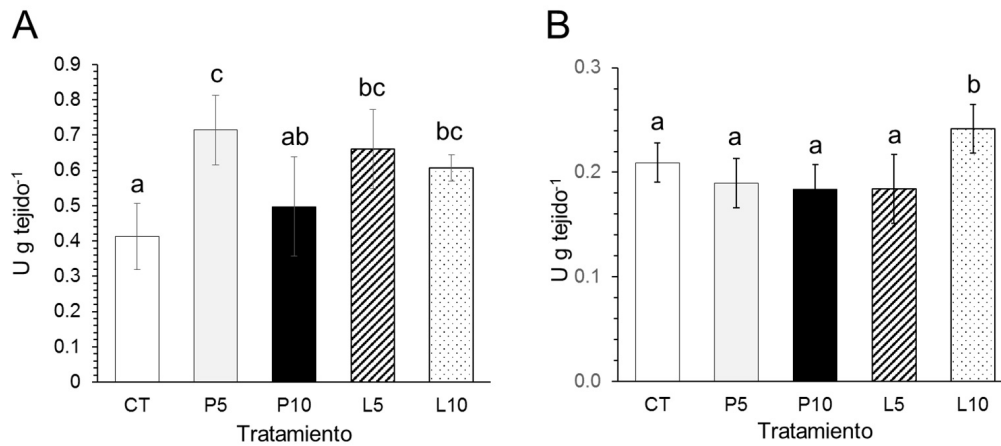 A
U g tejido-1
0.9
0.8
0.7
0.6
0.5
0.4
0.3
0.2
0.1
0
a
c
ab
bc
bc
CT P5 P10 L5 L10
Tratamiento
B
U g tejido-1
0.3
0.2
0.1
0.0
a
a
a
a
b
CT P5 P10 L5 L10
Tratamiento